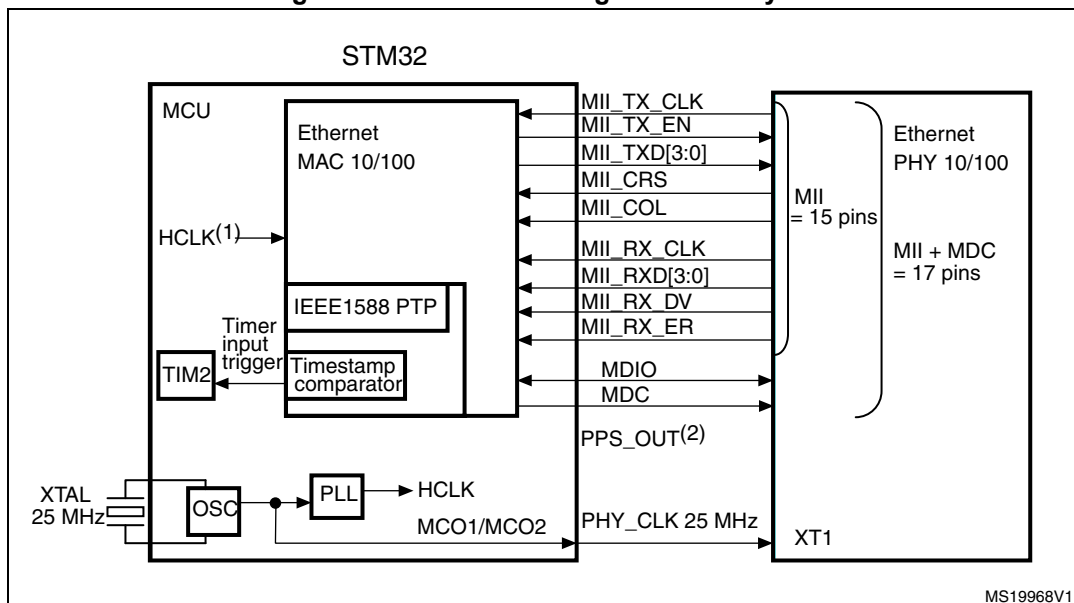 STM32
MCU
Ethernet
MAC 10/100
HCLK(1)
IEEE1588 PTP
Timer
input
trigger
TIM2
Timestamp
comparator
XTAL
25 MHz
OSC
PLL
HCLK
MCO1/MCO2
MII_TX_CLK
MII_TX_EN
MII_TXD[3:0]
MII_CRS
MII_COL
MII_RX_CLK
MII_RXD[3:0]
MII_RX_DV
MII_RX_ER
MDIO
MDC
PPS_OUT(2)
PHY_CLK 25 MHz
MII
= 15 pins
Ethernet
PHY 10/100
MII + MDC
= 17 pins
XT1
MS19968V1